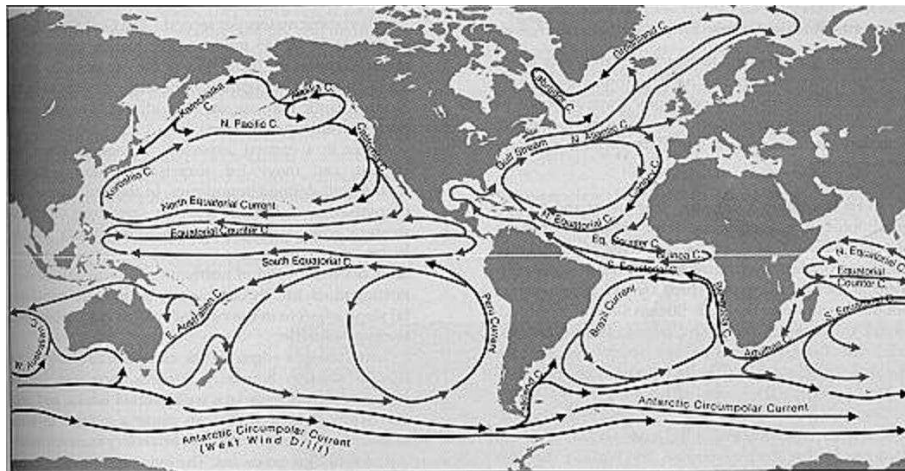 Greenland C.
Labrador C.
Kamchatka
C.
Alaska C.
N. Pacific C.
California C.
N. Atlantic C.
Gulf Stream
Canary C.
Kuroshio C.
North Equatorial Current
N. Equatorial C.
Equatorial Counter C.
Eq. Counter C.
Guinea C.
N. Equatorial C.
South Equatorial C.
S. Equatorial C.
Equatorial
Counter C.
S. Equatorial C.
E. Australian C.
W. Australian C.
Peru Current
Brazil Current
Benguela C.
Agulhas C.
Antarctic Circumpolar Current
Antarctic Circumpolar Current
(West Wind Drift)